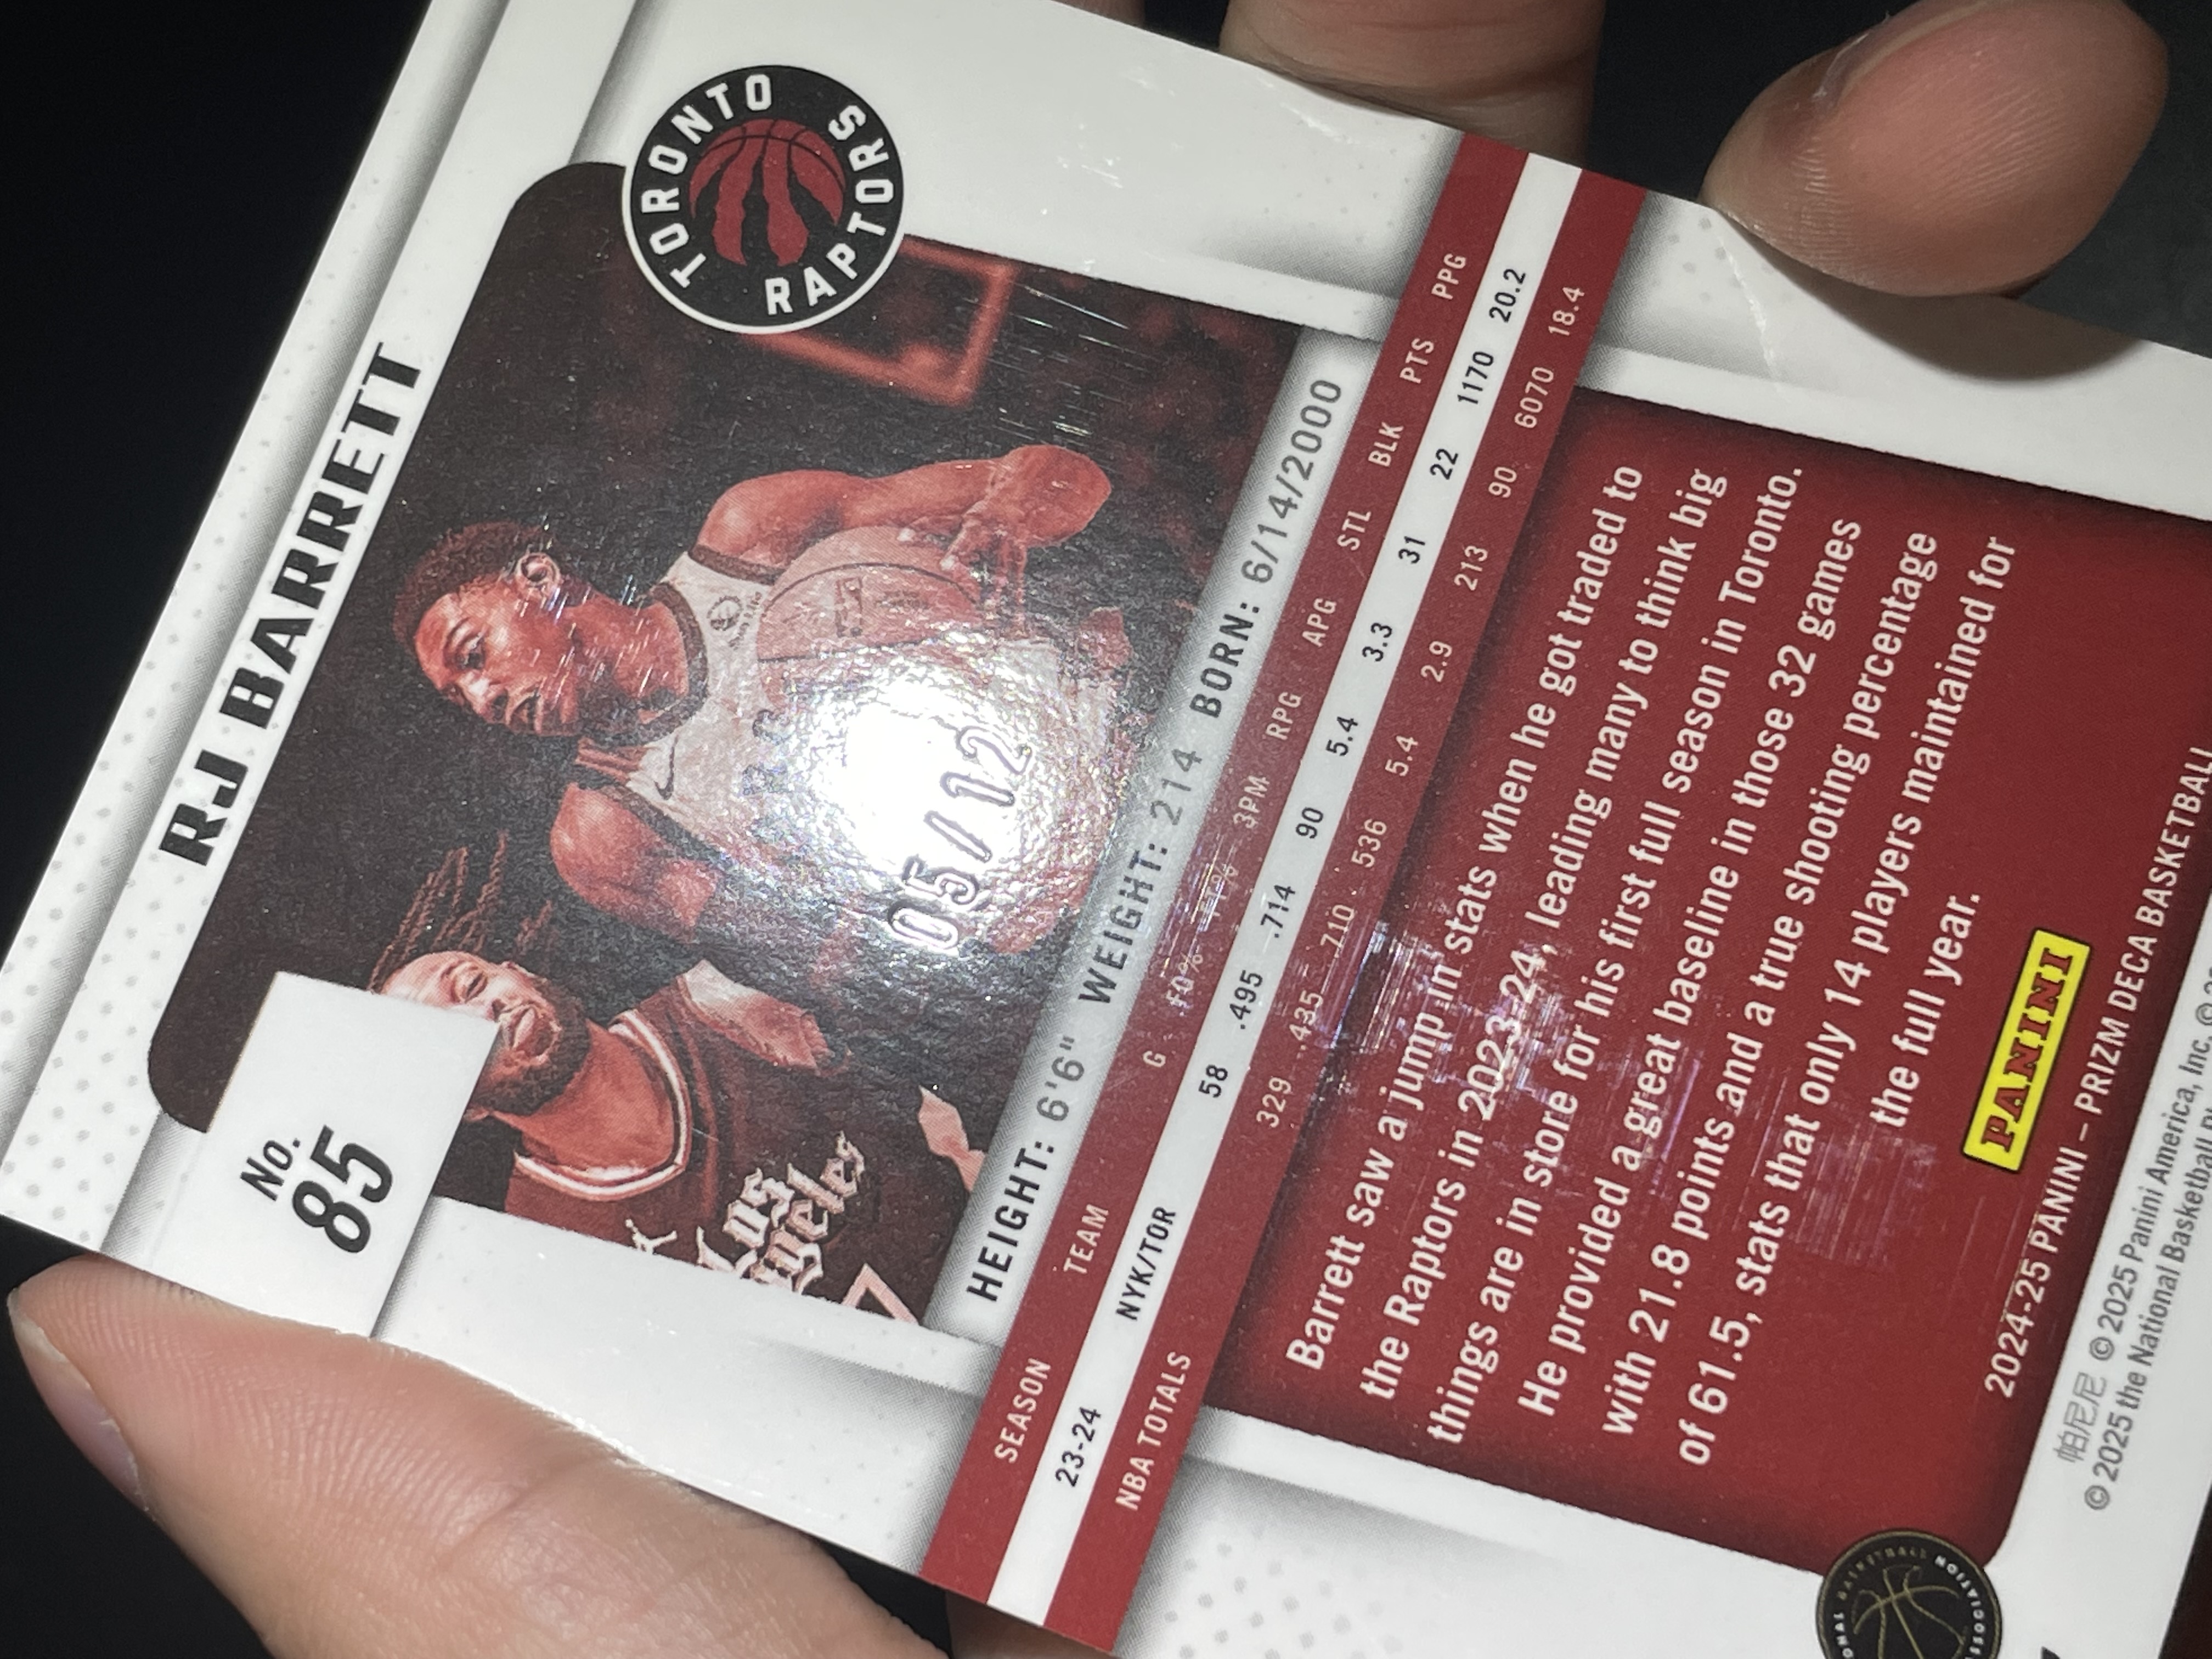 RJ BARRETT
TORONTO RAPTORS
No.
85
Los
Angeles
05/12
HEIGHT: 6'6" WEIGHT: 214 BORN: 6/14/2000
SEASON TEAM G FG% FT% 3PM RPG APG STL BLK PTS PPG
23-24 NYK/TOR 58 .495 .714 90 5.4 3.3 31 22 1170 20.2
NBA TOTALS 329 .435 .710 536 5.4 2.9 213 90 6070 18.4
Barrett saw a jump in stats when he got traded to
the Raptors in 2023-24, leading many to think big
things are in store for his first full season in Toronto.
He provided a great baseline in those 32 games
with 21.8 points and a true shooting percentage
of 61.5, stats that only 14 players maintained for
the full year.
PANINI
2024-25 PANINI – PRIZM DECA BASKETBALL
帕尼尼 © 2025 Panini America, Inc. ©
© 2025 the National Basketball